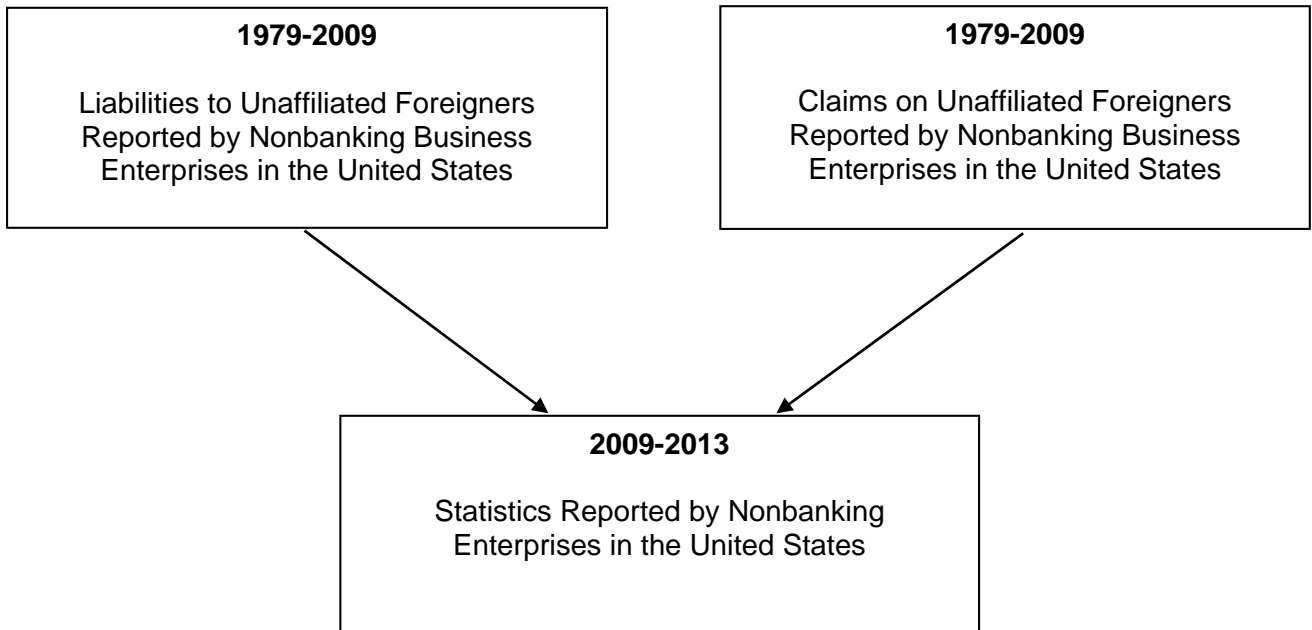 1979-2009
Liabilities to Unaffiliated Foreigners
Reported by Nonbanking Business
Enterprises in the United States
1979-2009
Claims on Unaffiliated Foreigners
Reported by Nonbanking Business
Enterprises in the United States
2009-2013
Statistics Reported by Nonbanking
Enterprises in the United States